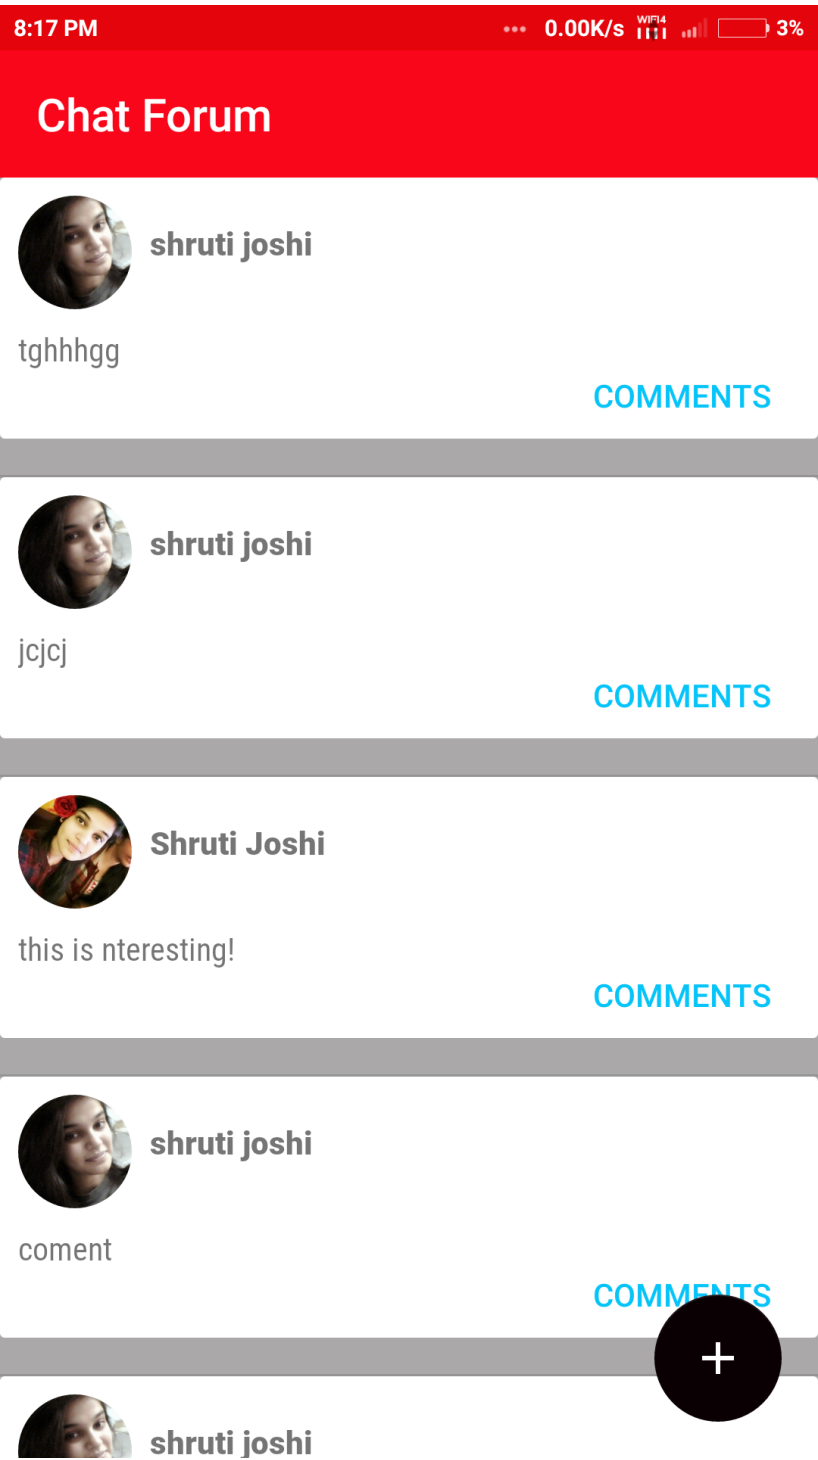 8:17 PM ... 0.00K/s WIFI4 3%
Chat Forum
shruti joshi
tghhhgg
COMMENTS
shruti joshi
jcjcj
COMMENTS
Shruti Joshi
this is nteresting!
COMMENTS
shruti joshi
coment
COMMENTS
+
shruti joshi